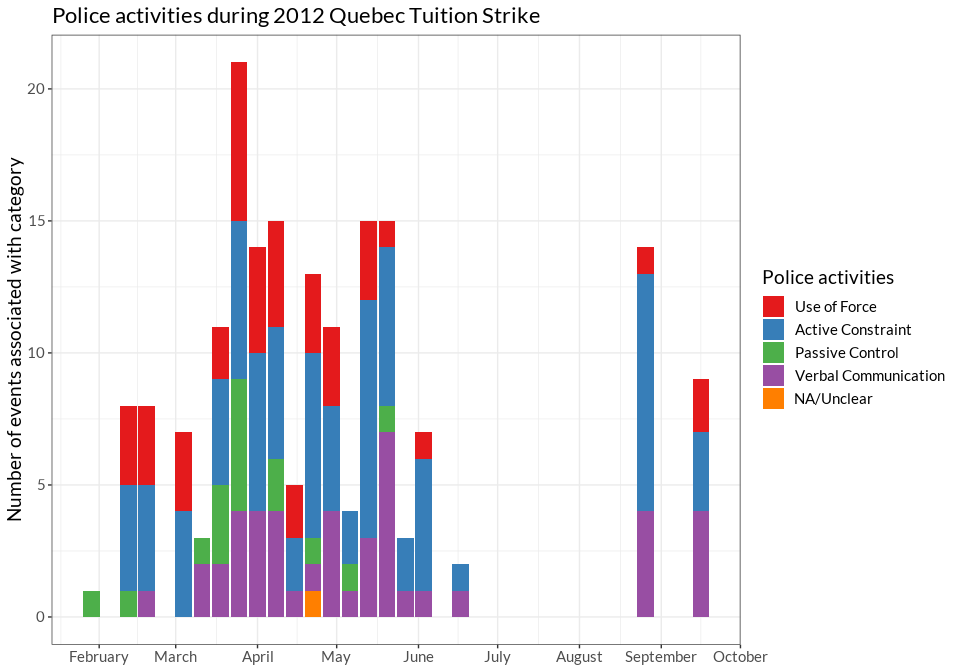 Police activities during 2012 Quebec Tuition Strike
Number of events associated with category
20
15
10
5
0
February March April May June July August September October
Police activities
Use of Force
Active Constraint
Passive Control
Verbal Communication
NA/Unclear